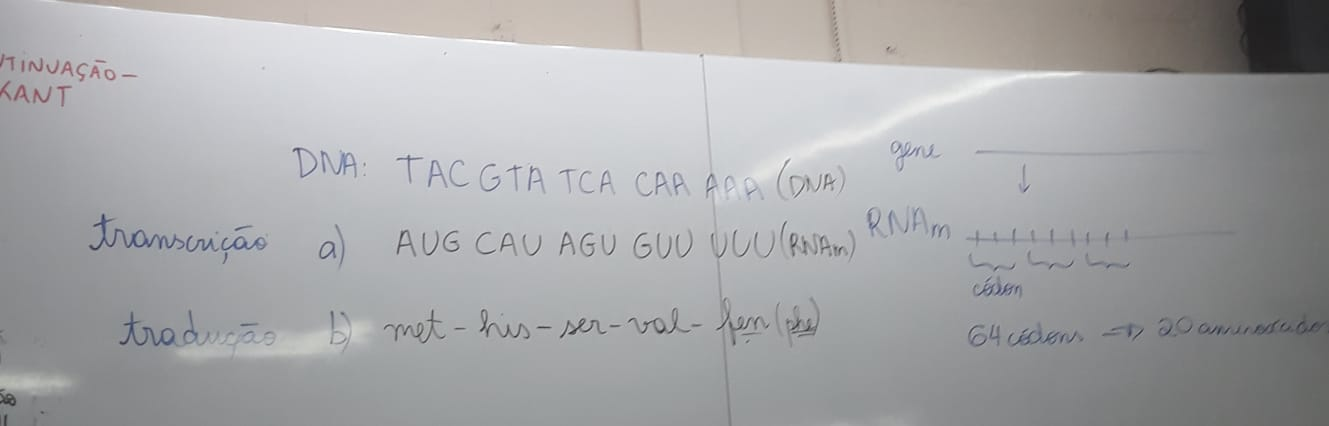 TINUAÇÃO -
KANT
DNA: TAC GTA TCA CAA AAA (DNA)
transcrição a) AUG CAU AGU GUU UUU (RNAm)
tradução b) met - his - ser - val - fen (phe)
gene
RNAm
códon
64 códons => 20 aminoácidos